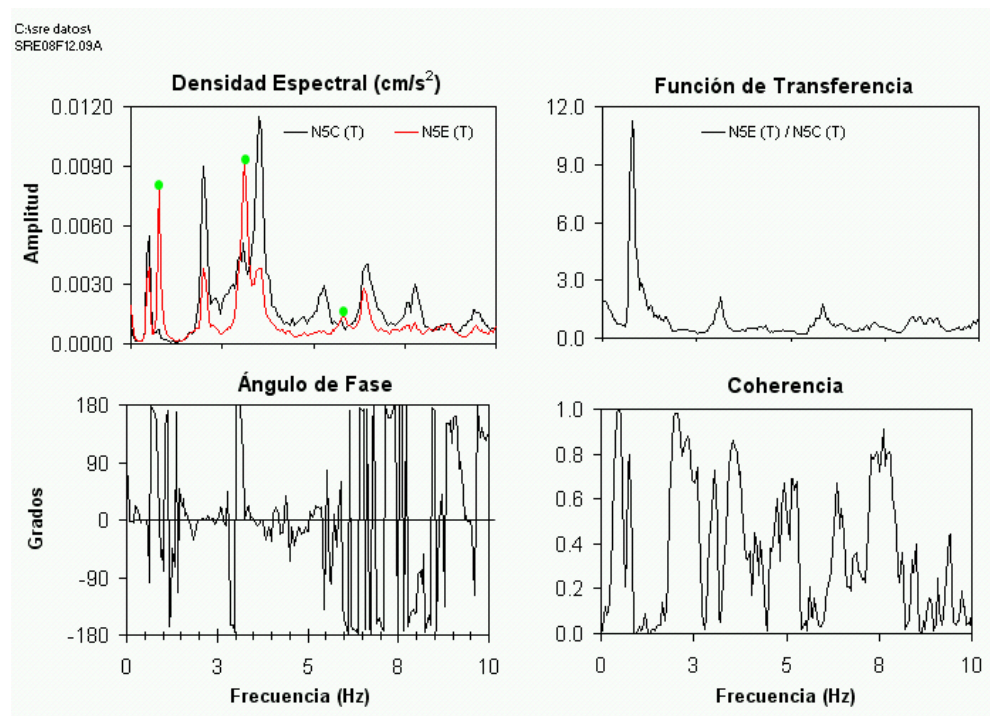 C:\sre datos\
SRE08F12.09A
Densidad Espectral (cm/s²)
Amplitud
0.0120
0.0090
0.0060
0.0030
0.0000
N5C (T)
N5E (T)
Función de Transferencia
12.0
9.0
6.0
3.0
0.0
N5E (T) / N5C (T)
Ángulo de Fase
Grados
180
90
0
-90
-180
0 3 5 8 10
Frecuencia (Hz)
Coherencia
1.0
0.8
0.6
0.4
0.2
0.0
0 3 5 8 10
Frecuencia (Hz)